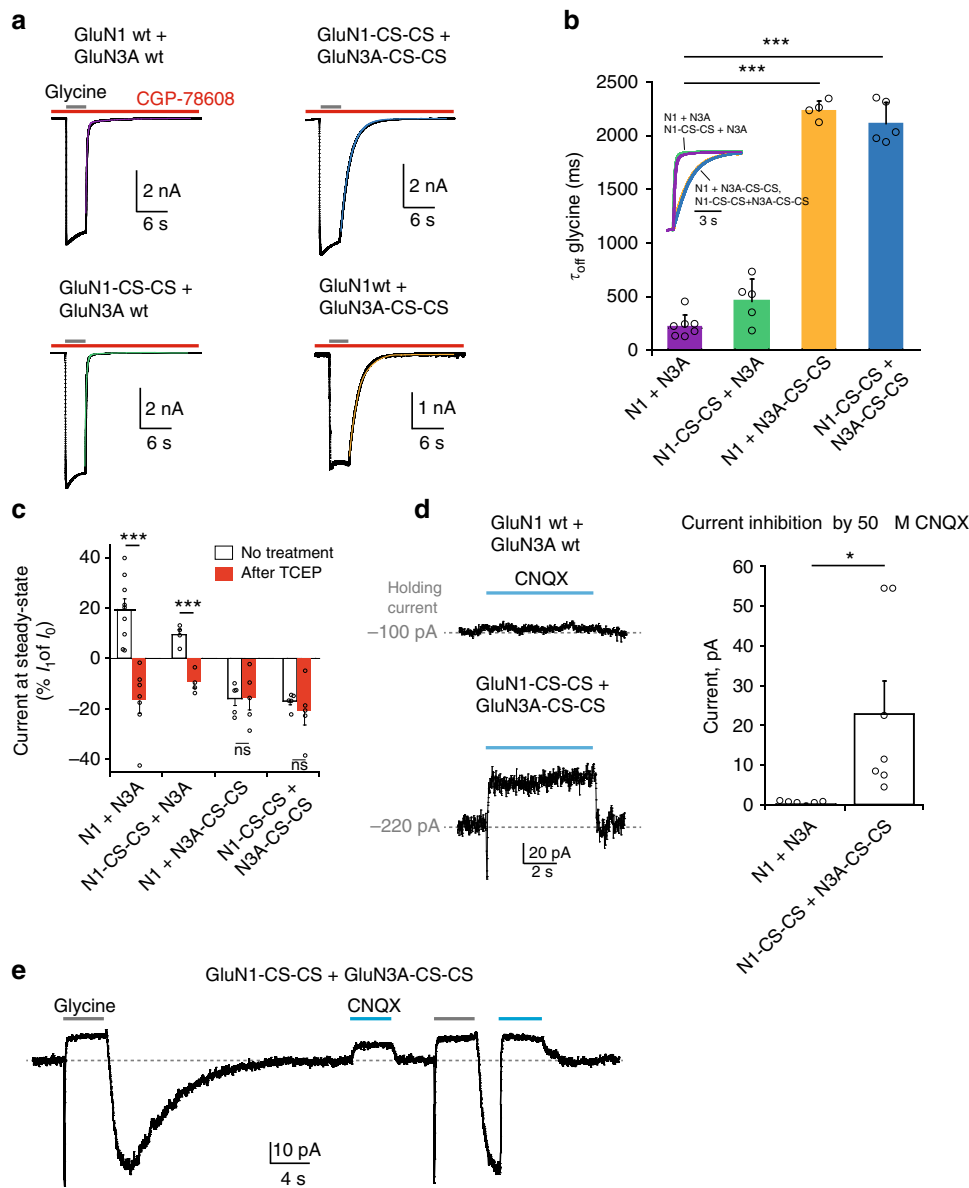 a
GluN1 wt +
GluN3A wt
Glycine
CGP-78608
2 nA
6 s
GluN1-CS-CS +
GluN3A-CS-CS
2 nA
6 s
GluN1-CS-CS +
GluN3A wt
2 nA
6 s
GluN1wt +
GluN3A-CS-CS
1 nA
6 s
b
***
***
2500
2000
1500
1000
500
0
τoff glycine (ms)
N1 + N3A
N1-CS-CS + N3A
N1 + N3A-CS-CS,
N1-CS-CS+N3A-CS-CS
3 s
N1 + N3A
N1-CS-CS + N3A
N1 + N3A-CS-CS
N1-CS-CS +
N3A-CS-CS
c
Current at steady-state
(% I1of I0)
40
20
0
−20
−40
***
***
No treatment
After TCEP
ns
ns
N1 + N3A
N1-CS-CS + N3A
N1 + N3A-CS-CS
N1-CS-CS +
N3A-CS-CS
d
GluN1 wt +
GluN3A wt
CNQX
Holding
current
−100 pA
GluN1-CS-CS +
GluN3A-CS-CS
−220 pA
20 pA
2 s
Current inhibition by 50 M CNQX
*
60
50
40
30
20
10
0
Current, pA
N1 + N3A
N1-CS-CS + N3A-CS-CS
e
GluN1-CS-CS + GluN3A-CS-CS
Glycine
CNQX
10 pA
4 s